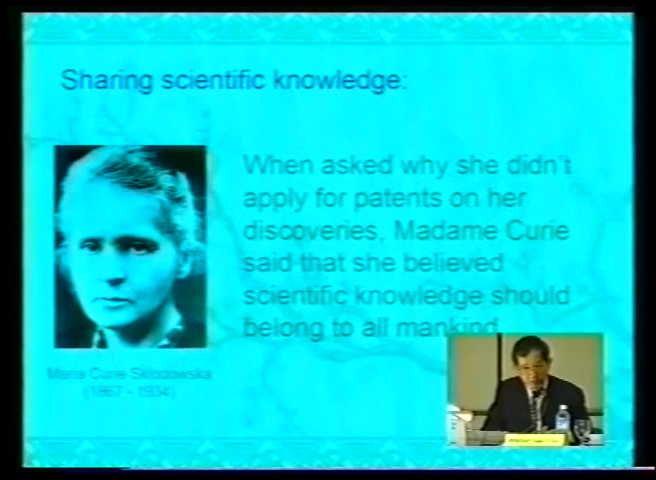 Sharing scientific knowledge:
When asked why she didn't
apply for patents on her
discoveries, Madame Curie
said that she believed
scientific knowledge should
belong to all mankind
Maria Curie Sklodowska
(1867 - 1934)